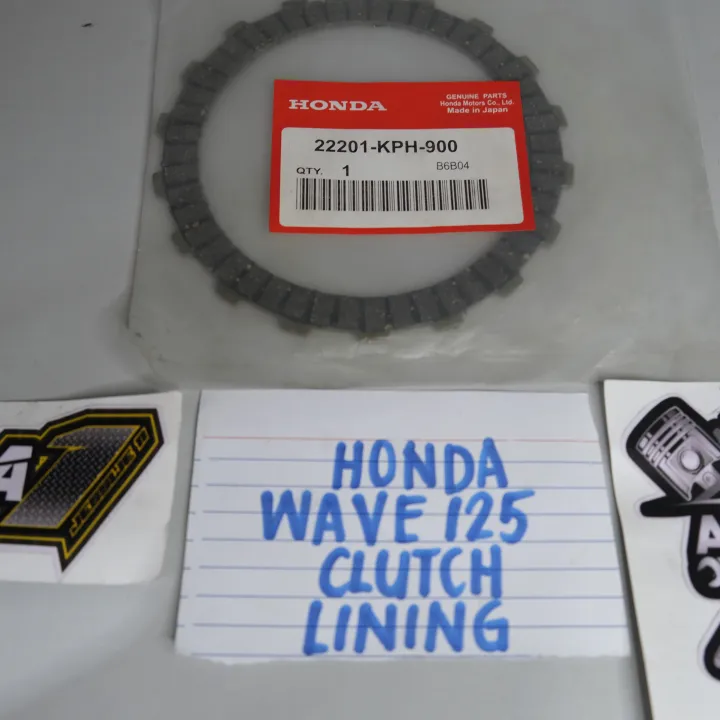 HONDA
GENUINE PARTS
Honda Motors Co., Ltd.
Made in Japan
22201-KPH-900
QTY. 1
B6B04
HONDA
WAVE 125
CLUTCH
LINING